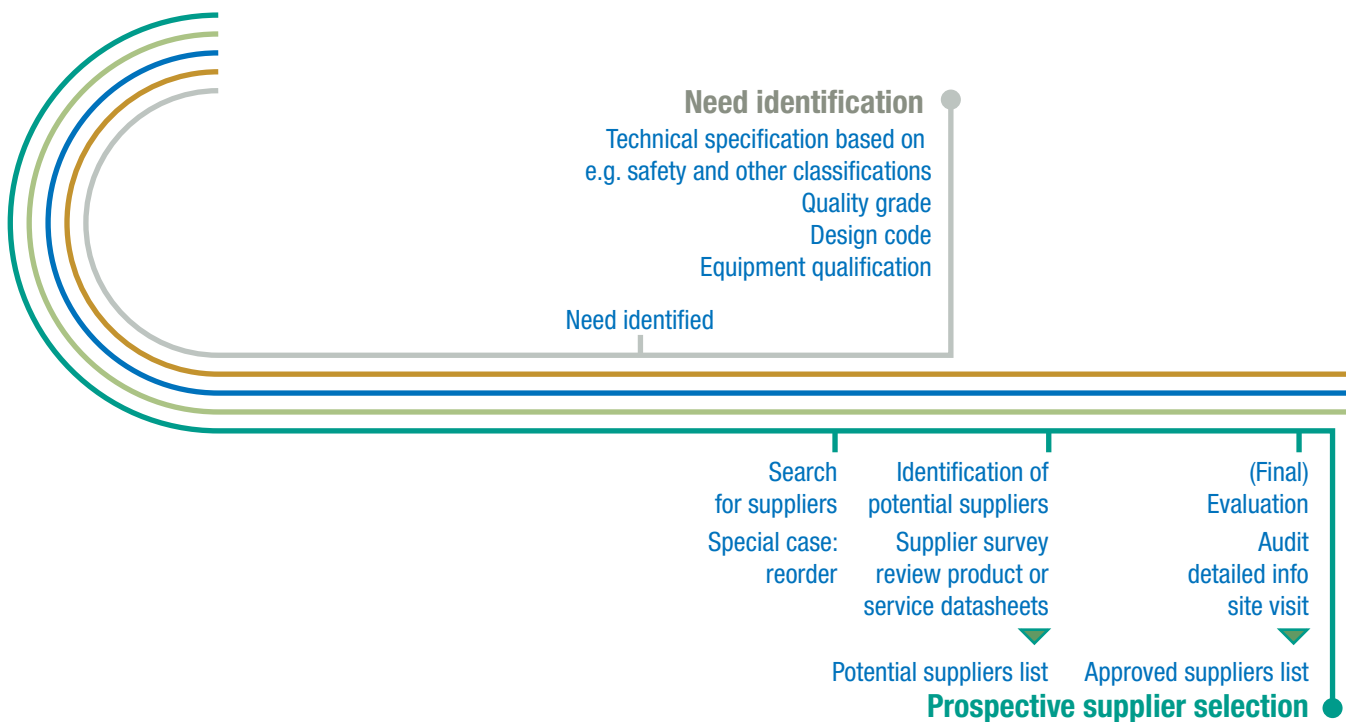 Need identification
Technical specification based on
e.g. safety and other classifications
Quality grade
Design code
Equipment qualification
Need identified
Search
for suppliers
Special case:
reorder
Identification of
potential suppliers
Supplier survey
review product or
service datasheets
Potential suppliers list
(Final)
Evaluation
Audit
detailed info
site visit
Approved suppliers list
Prospective supplier selection